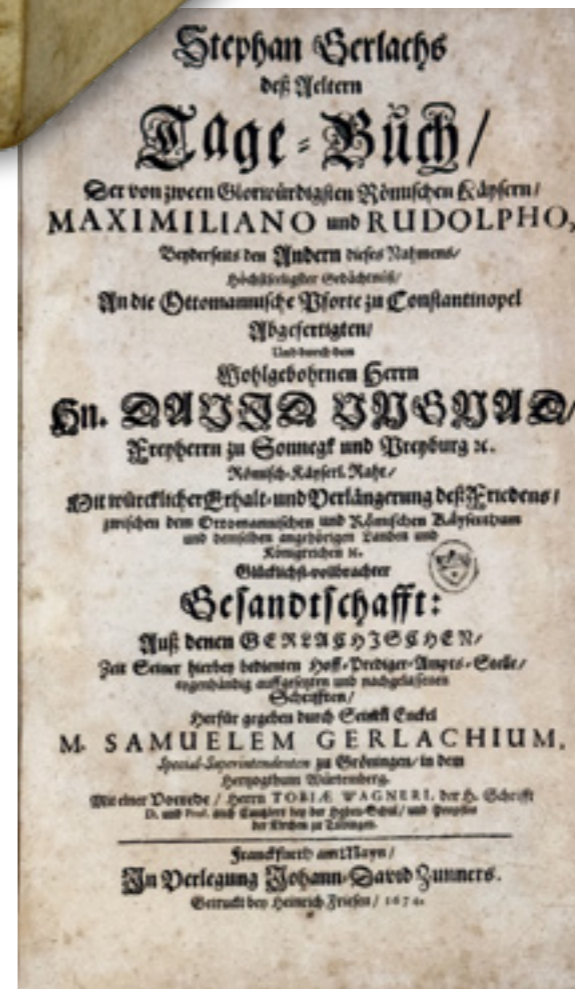 Stephan Gerlachs
deß Aeltern
Tage-Buch/
Der von zween Glorwürdigsten Römischen Käysern/
MAXIMILIANO und RUDOLPHO,
Beyderseits den Andern dieses Nahmens/
Höchstseeligster Gedächtnüß/
An die Ottomannische Pforte zu Constantinopel
Abgefertigten/
Und durch den
Wohlgebohrnen Herrn
Hn. DAVID UNGNAD/
Freyherrn zu Sonnegk und Preyburg ꝛc.
Römisch-Käyserl. Raht/
Mit würcklicher Erhalt- und Verlängerung deß Friedens/
zwischen dem Ottomannischen und Römischen Käyserthum
und demselben angehörigen Landen und
Königreichen ꝛc.
Glücklichst-vollbrachter
Gesandtschafft:
Auß denen GERLACHISCHEN/
Zeit Seiner hierbey bedienten Hoff-Prediger-Ampts-Stelle/
eygenhändig auffgesetzten und nachgelassenen
Schrifften/
Herfür gegeben durch Seinen Enckel
M. SAMUELEM GERLACHIUM,
Special-Superintendenten zu Gröningen/ in dem
Hertzogthum Würtemberg.
Mit einer Vorrede/ Herrn TOBIÆ WAGNERI, der H. Schrifft
D. und Prof. auch Cantzlers bey der Hohen-Schul/ und Propsten
der Kirchen zu Tübingen.
Franckfurth am Mayn/
In Verlegung Johann-David Zunners.
Getruckt bey Heinrich Friesen/ 1674.